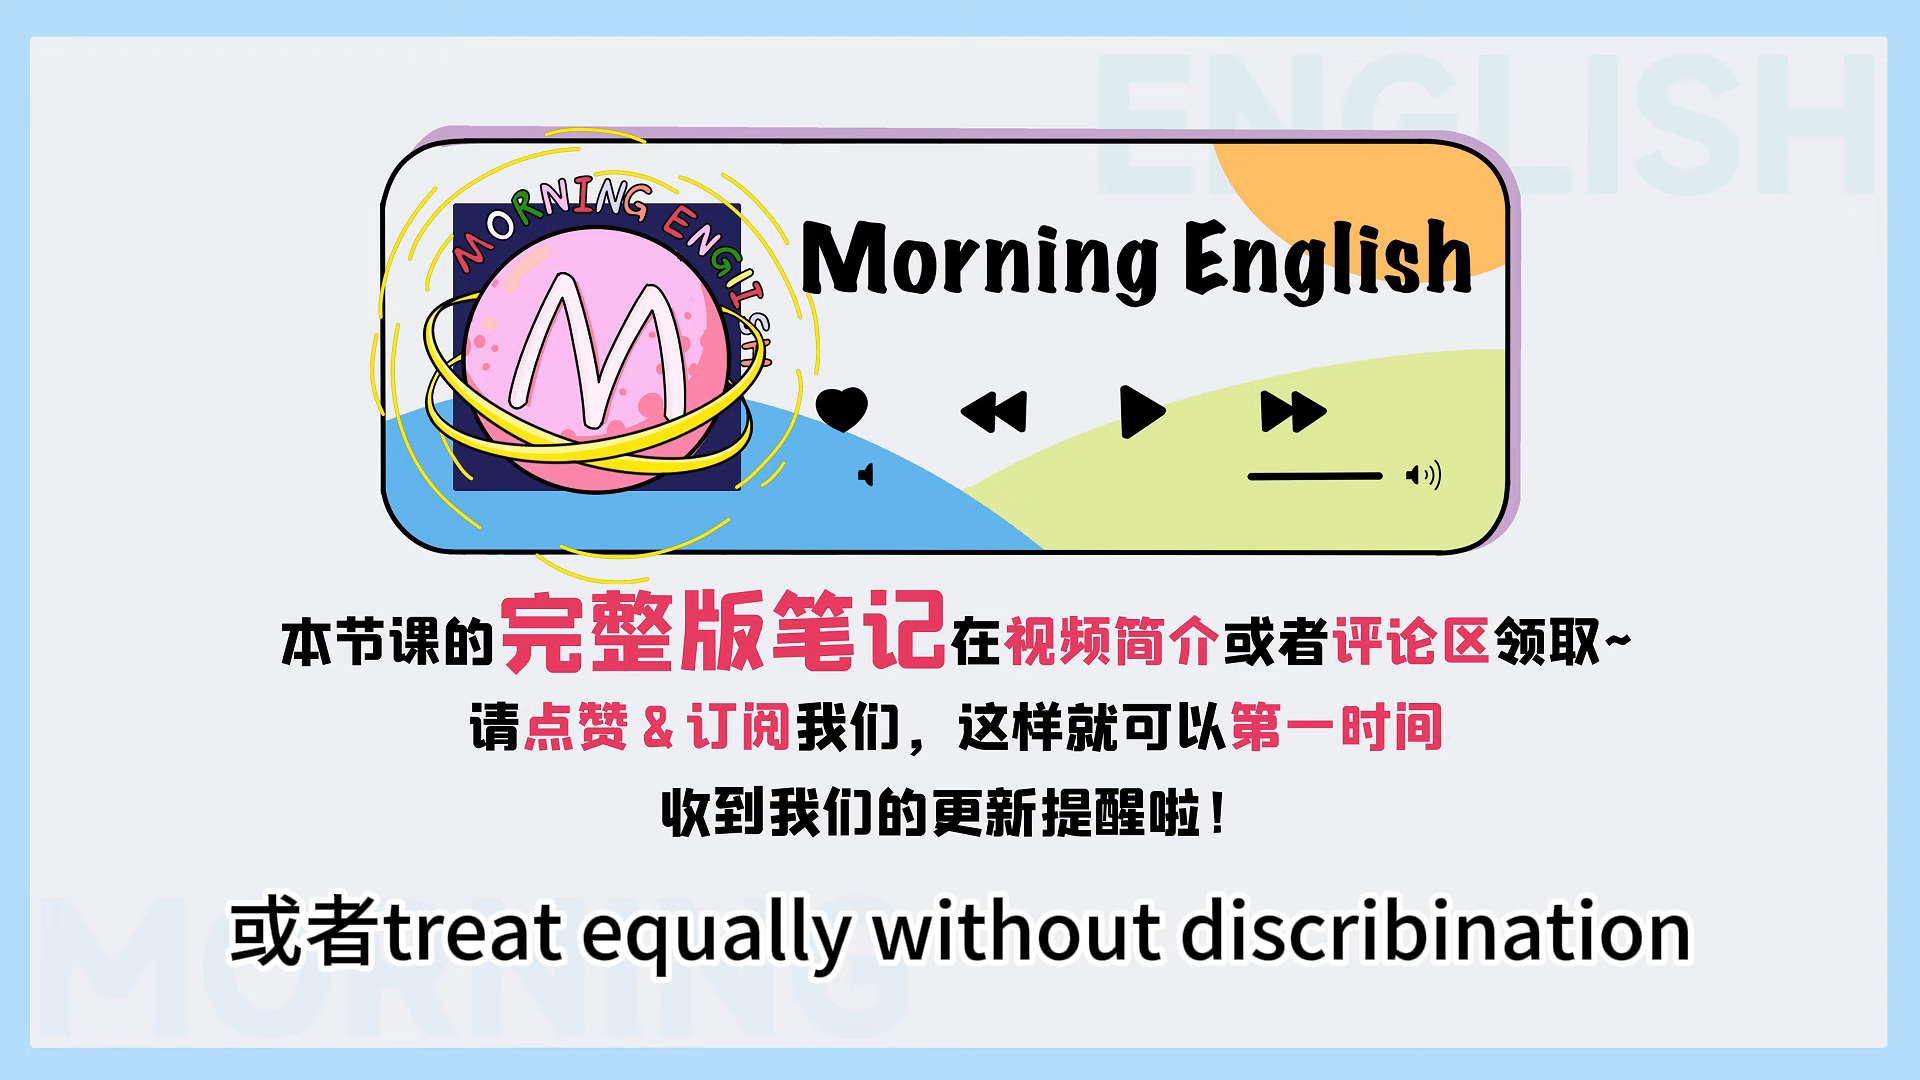 ENGLISH
MORNING ENGLISH
M
Morning English
本节课的完整版笔记在视频简介或者评论区领取~
请点赞&订阅我们，这样就可以第一时间
收到我们的更新提醒啦！
或者treat equally without discribination
MORNING